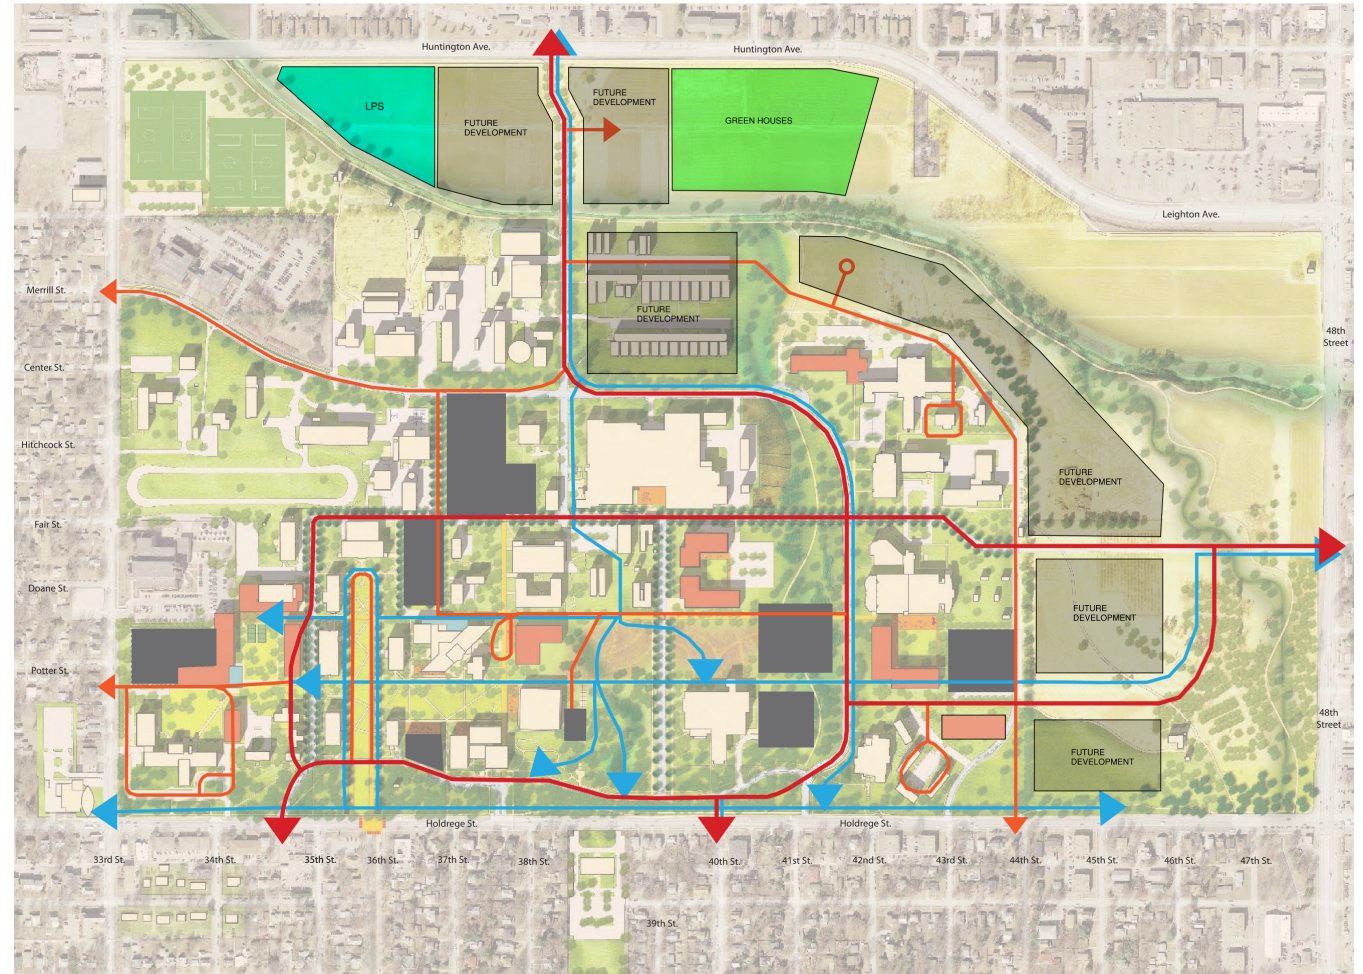 Huntington Ave.
Huntington Ave.
LPS
FUTURE
DEVELOPMENT
FUTURE
DEVELOPMENT
GREEN HOUSES
Leighton Ave.
Merrill St.
FUTURE
DEVELOPMENT
48th
Street
Center St.
Hitchcock St.
FUTURE
DEVELOPMENT
Fair St.
Doane St.
FUTURE
DEVELOPMENT
Potter St.
48th
Street
FUTURE
DEVELOPMENT
Holdrege St.
Holdrege St.
33rd St.
34th St.
35th St.
36th St.
37th St.
38th St.
40th St.
41st St.
42nd St.
43rd St.
44th St.
45th St.
46th St.
47th St.
39th St.